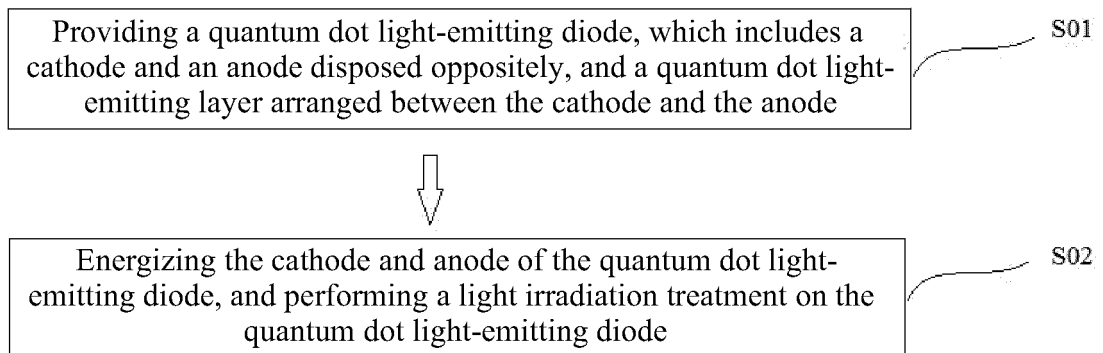 Providing a quantum dot light-emitting diode, which includes a
S01
cathode and an anode disposed oppositely, and a quantum dot light-
emitting layer arranged between the cathode and the anode
Energizing the cathode and anode of the quantum dot light-
S02
emitting diode, and performing a light irradiation treatment on the
quantum dot light-emitting diode